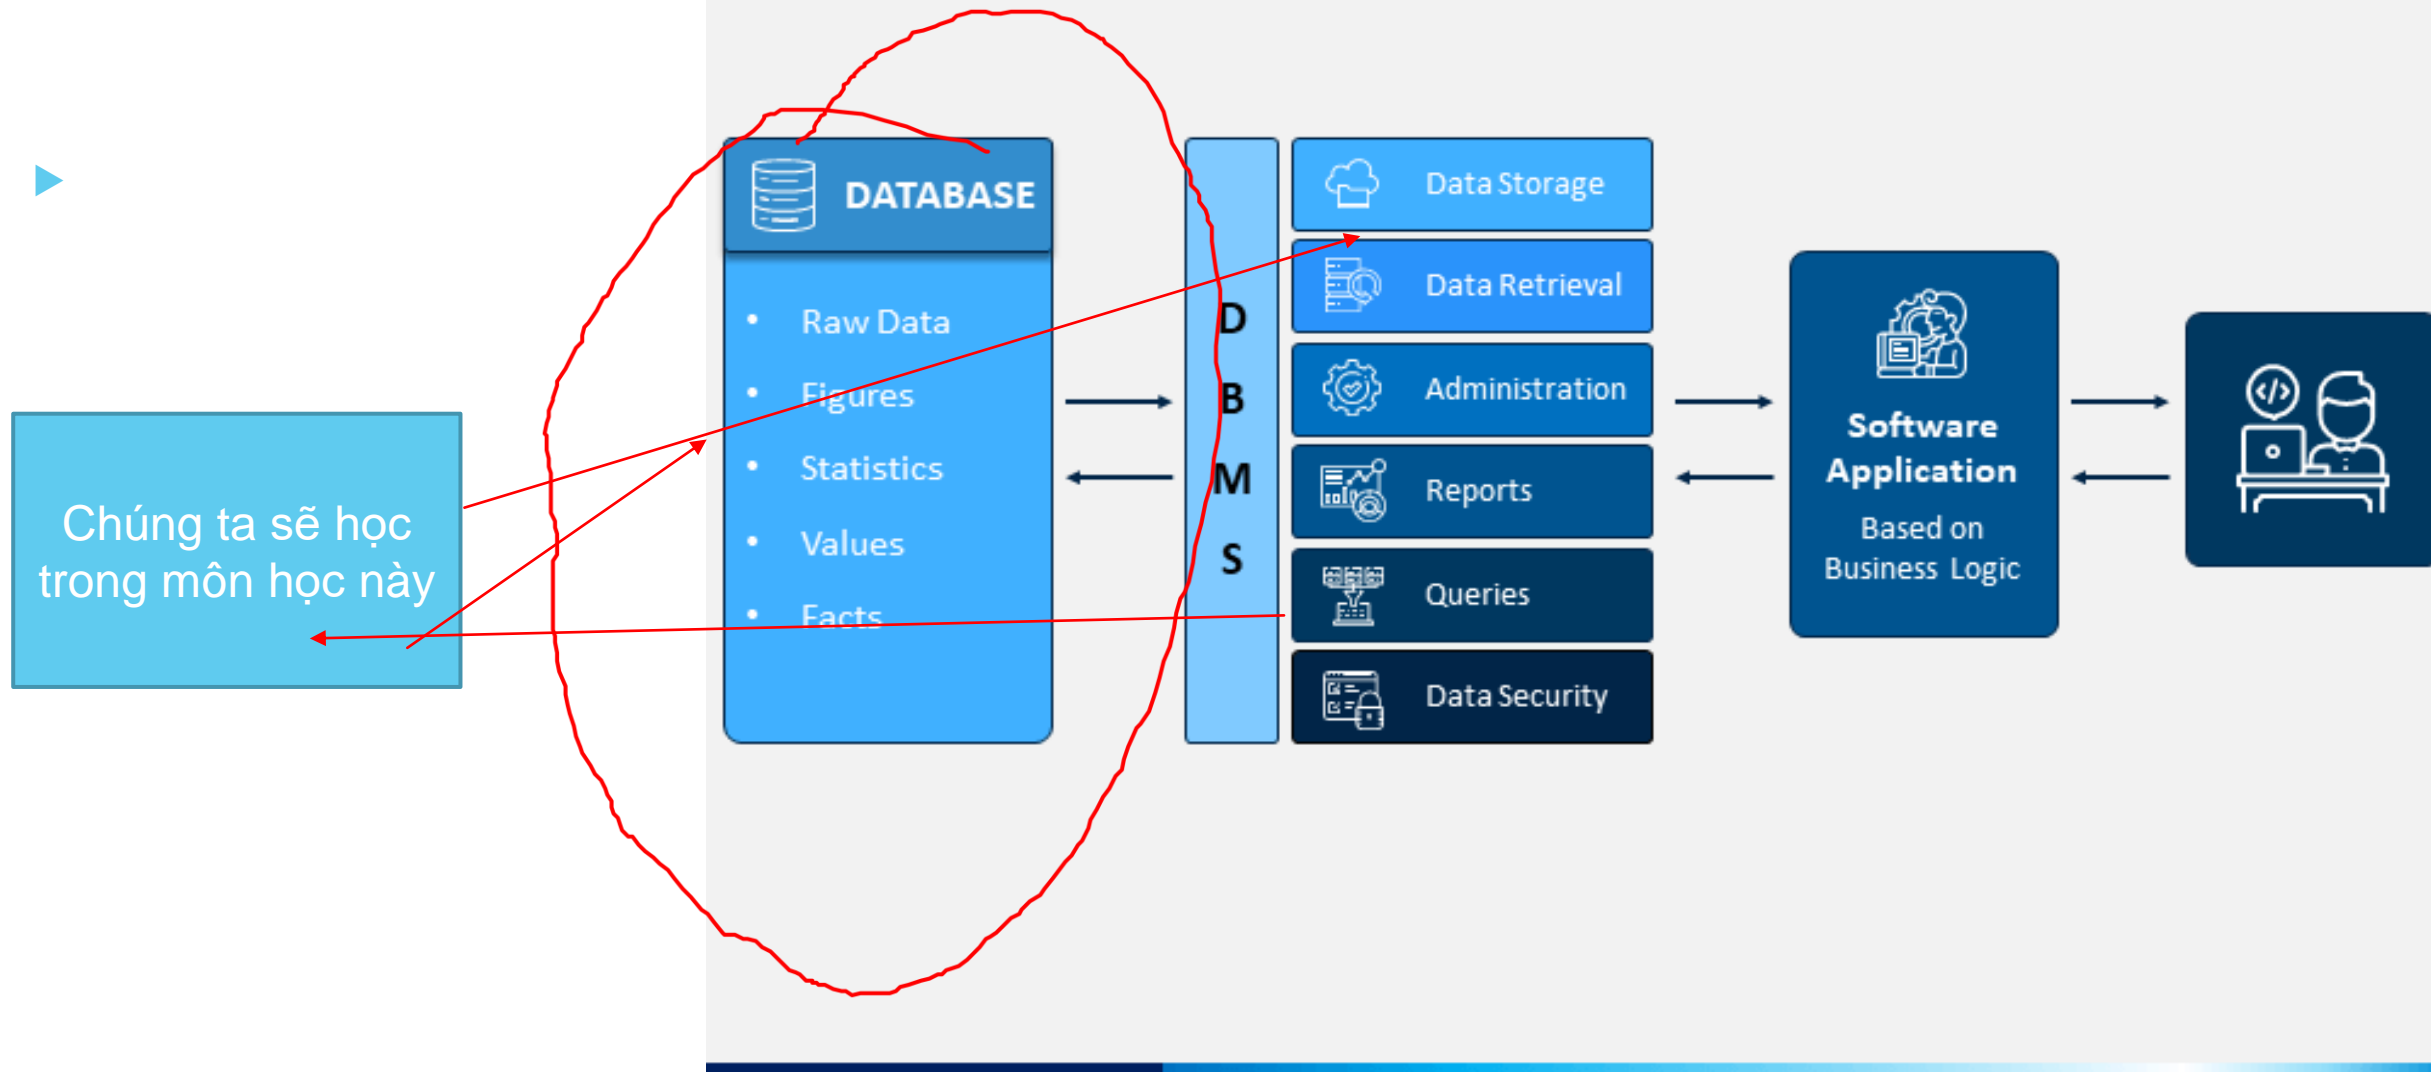 Chúng ta sẽ học
trong môn học này
DATABASE
• Raw Data
• Figures
• Statistics
• Values
• Facts
D
B
M
S
Data Storage
Data Retrieval
Administration
Reports
Queries
Data Security
Software
Application
Based on
Business Logic